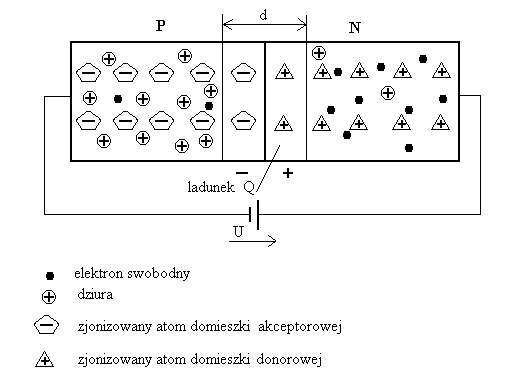 d
P N
− +
ladunek Q
U
elektron swobodny
dziura
zjonizowany atom domieszki akceptorowej
zjonizowany atom domieszki donorowej